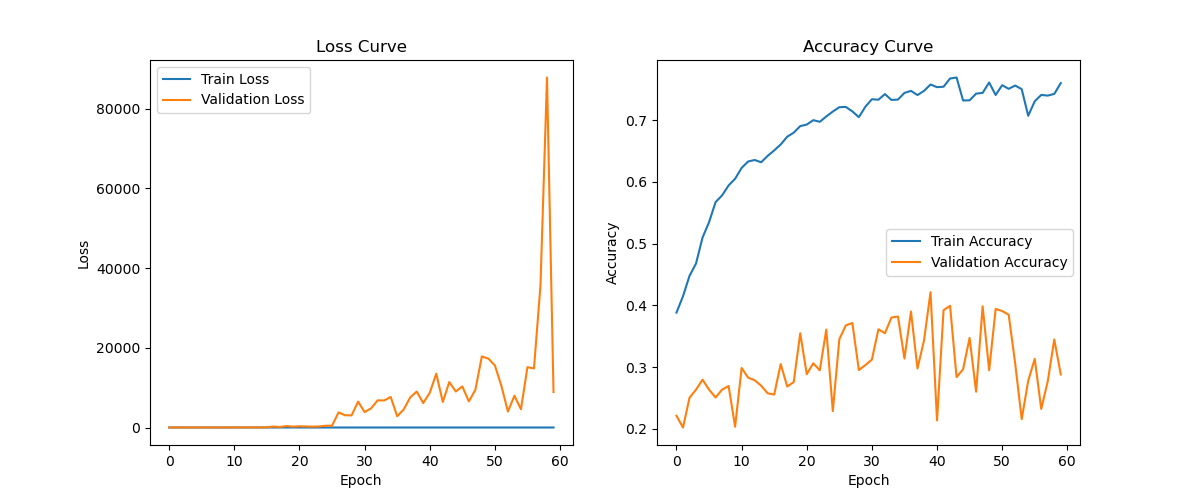 Loss Curve
Train Loss
Validation Loss
80000
60000
40000
20000
0
Loss
0 10 20 30 40 50 60
Epoch
Accuracy Curve
0.7
0.6
0.5
0.4
0.3
0.2
Accuracy
Train Accuracy
Validation Accuracy
0 10 20 30 40 50 60
Epoch